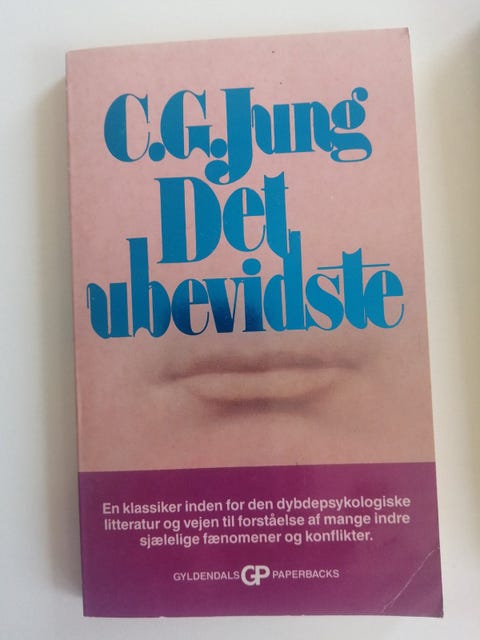 C.G.Jung
Det
ubevidste
En klassiker inden for den dybdepsykologiske
litteratur og vejen til forståelse af mange indre
sjælelige fænomener og konflikter.
GYLDENDALS GP PAPERBACKS